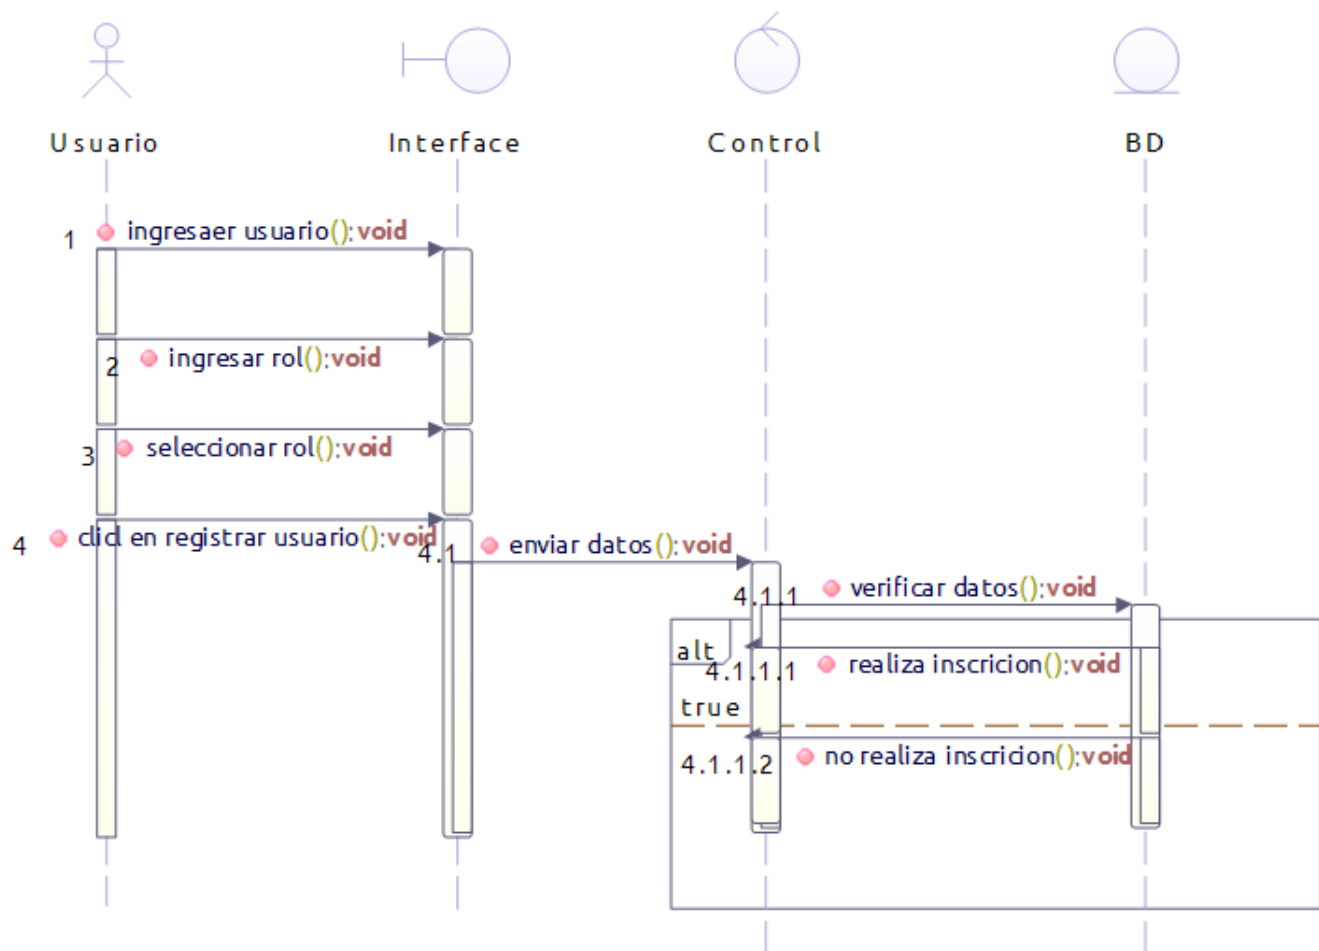 Usuario Interface Control BD
1 ingresaer usuario():void
2 ingresar rol():void
3 seleccionar rol():void
4 clicl en registrar usuario():void
4.1 enviar datos():void
4.1.1 verificar datos():void
alt
4.1.1.1 realiza inscricion():void
true
4.1.1.2 no realiza inscricion():void